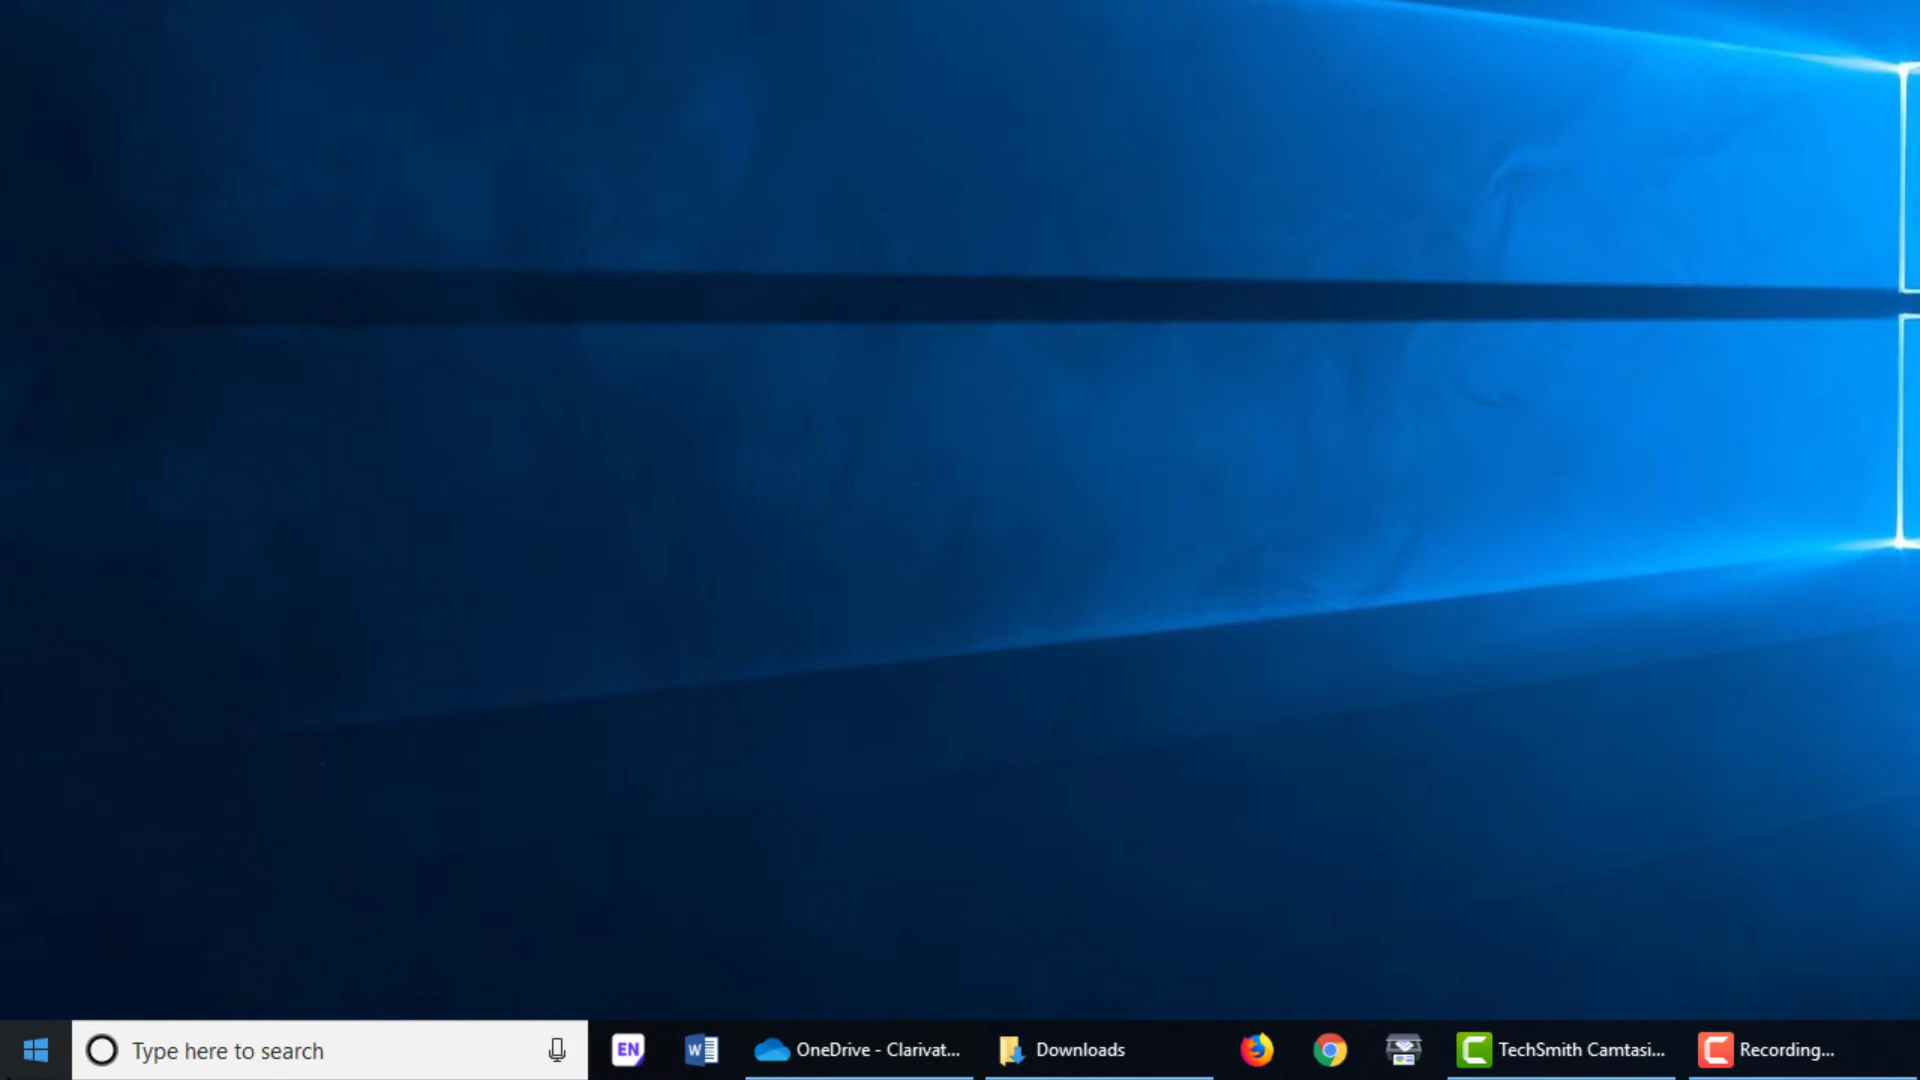 Type here to search
EN
W
OneDrive - Clarivat...
Downloads
TechSmith Camtasi...
Recording...